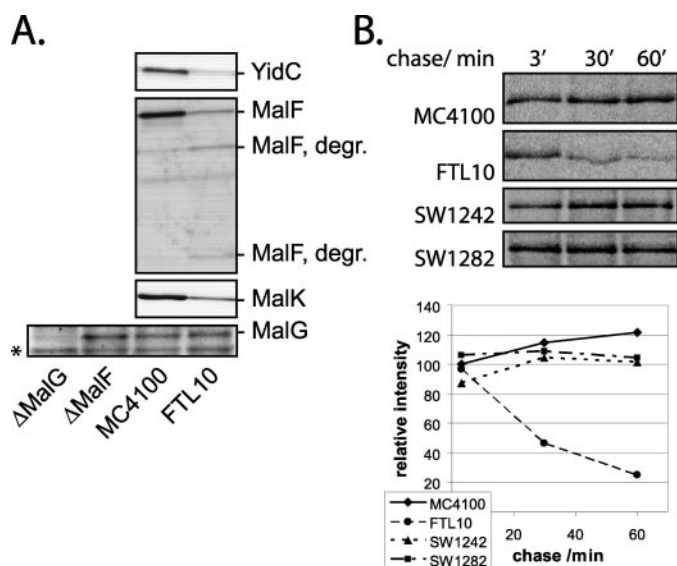 A.
YidC
MalF
MalF, degr.
MalF, degr.
MalK
MalG
*
ΔMalG
ΔMalF
MC4100
FTL10
B.
chase/ min 3' 30' 60'
MC4100
FTL10
SW1242
SW1282
140
120
100
80
60
40
20
relative intensity
20 40 60
chase /min
MC4100
FTL10
SW1242
SW1282